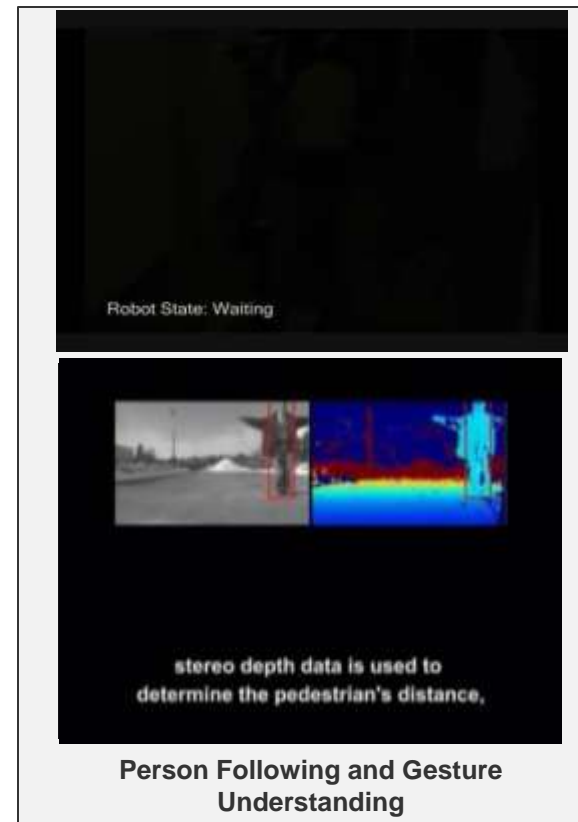 Robot State: Waiting
stereo depth data is used to
determine the pedestrian's distance,
Person Following and Gesture
Understanding